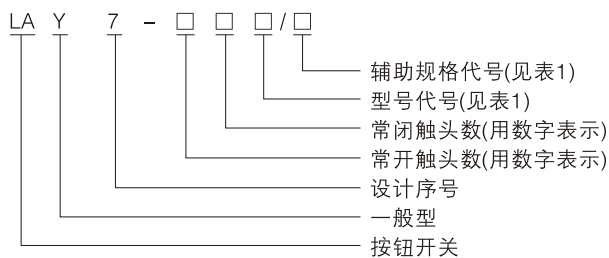 LA Y 7 - □ □ □/□
辅助规格代号(见表1)
型号代号(见表1)
常闭触头数(用数字表示)
常开触头数(用数字表示)
设计序号
一般型
按钮开关